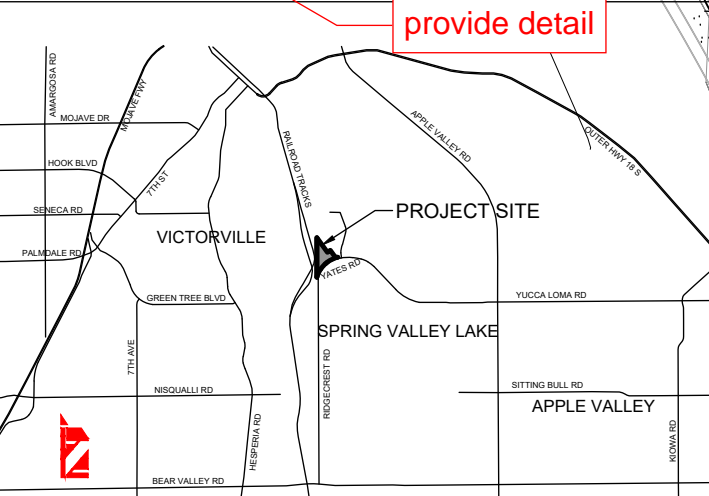 provide detail
AMARGOSA RD
MOJAVE FWY
MOJAVE DR
HOOK BLVD
7TH ST
SENECA RD
PALMDALE RD
VICTORVILLE
RAILROAD TRACKS
APPLE VALLEY RD
OUTER HWY 18 S
PROJECT SITE
YATES RD
GREEN TREE BLVD
YUCCA LOMA RD
SPRING VALLEY LAKE
7TH AVE
RIDGECREST RD
NISQUALLI RD
SITTING BULL RD
APPLE VALLEY
HESPERIA RD
KIOWA RD
BEAR VALLEY RD